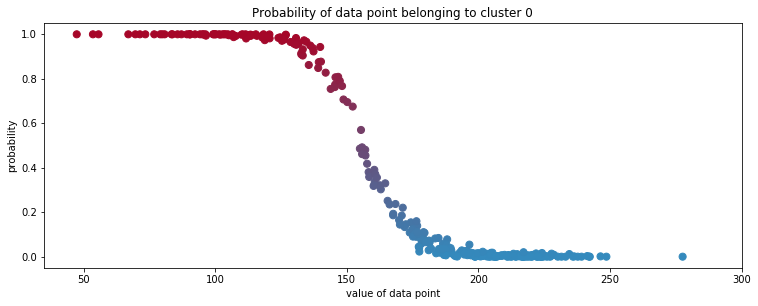 Probability of data point belonging to cluster 0
1.0
0.8
0.6
0.4
0.2
0.0
probability
50 100 150 200 250 300
value of data point